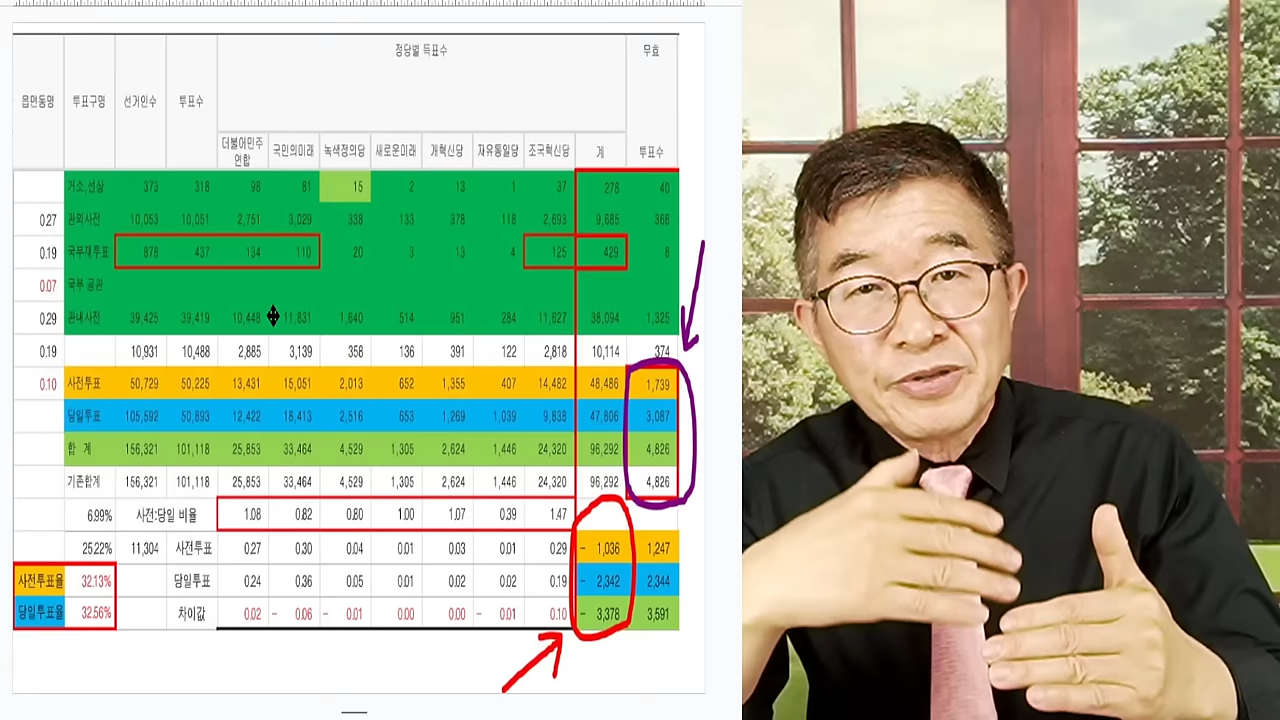 정당별 득표수 무효
읍면동명 투표구명 선거인수 투표수
더불어민주연합 국민의미래 녹색정의당 새로운미래 개혁신당 자유통일당 조국혁신당 계 투표수
거소,선상 373 318 98 81 15 2 13 1 37 278 40
0.27 관외사전 10,053 10,051 2,751 3,029 338 133 378 118 2,693 9,685 366
0.19 국부재투표 878 437 134 110 20 3 13 4 125 429 8
0.07 국부 공관
0.29 관내사전 39,425 39,419 10,448 11,831 1,640 514 951 284 11,627 38,094 1,325
0.19 10,931 10,488 2,885 3,139 358 136 391 122 2,818 10,114 374
0.10 사전투표 50,729 50,225 13,431 15,051 2,013 652 1,355 407 14,482 48,486 1,739
당일투표 105,592 50,893 12,422 18,413 2,516 653 1,269 1,039 9,838 47,806 3,087
합 계 156,321 101,118 25,853 33,464 4,529 1,305 2,624 1,446 24,320 96,292 4,826
기존합계 156,321 101,118 25,853 33,464 4,529 1,305 2,624 1,446 24,320 96,292 4,826
6.99% 사전:당일 비율 1.08 0.82 0.80 1.00 1.07 0.39 1.47
25.22% 11,304 사전투표 0.27 0.30 0.04 0.01 0.03 0.01 0.29 - 1,036 1,247
사전투표율 32.13% 당일투표 0.24 0.36 0.05 0.01 0.02 0.02 0.19 - 2,342 2,344
당일투표율 32.56% 차이값 0.02 - 0.06 - 0.01 0.00 0.00 - 0.01 0.10 - 3,378 3,591